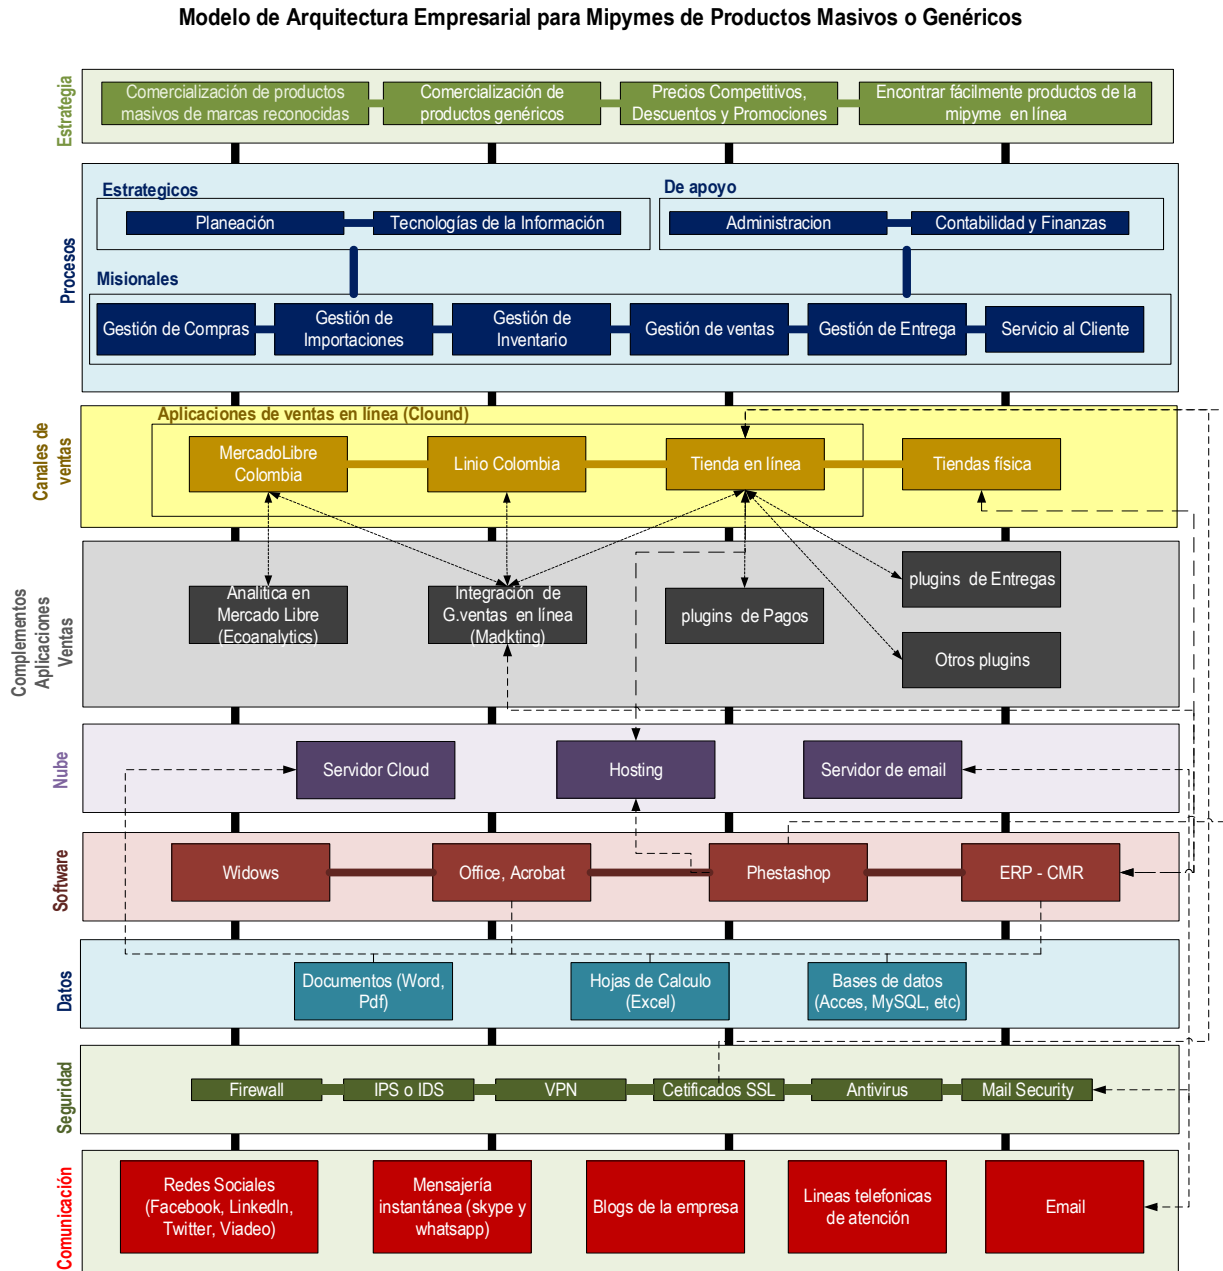 Modelo de Arquitectura Empresarial para Mipymes de Productos Masivos o Genéricos
Estrategia
Comercialización de productos
masivos de marcas reconocidas
Comercialización de
productos genéricos
Precios Competitivos,
Descuentos y Promociones
Encontrar fácilmente productos de la
mipyme en línea
Procesos
Estrategicos
Planeación
Tecnologías de la Información
De apoyo
Administracion
Contabilidad y Finanzas
Misionales
Gestión de Compras
Gestión de
Importaciones
Gestión de
Inventario
Gestión de ventas
Gestión de Entrega
Servicio al Cliente
Canales de
ventas
Aplicaciones de ventas en línea (Clound)
MercadoLibre
Colombia
Linio Colombia
Tienda en línea
Tiendas física
Complementos
Aplicaciones
Ventas
Analítica en
Mercado Libre
(Ecoanalytics)
Integración de
G.ventas en línea
(Madkting)
plugins de Pagos
plugins de Entregas
Otros plugins
Nube
Servidor Cloud
Hosting
Servidor de email
Software
Widows
Office, Acrobat
Phestashop
ERP - CMR
Datos
Documentos (Word,
Pdf)
Hojas de Calculo
(Excel)
Bases de datos
(Acces, MySQL, etc)
Seguridad
Firewall
IPS o IDS
VPN
Cetificados SSL
Antivirus
Mail Security
Comunicación
Redes Sociales
(Facebook, LinkedIn,
Twitter, Viadeo)
Mensajería
instantánea (skype y
whatsapp)
Blogs de la empresa
Lineas telefonicas
de atención
Email